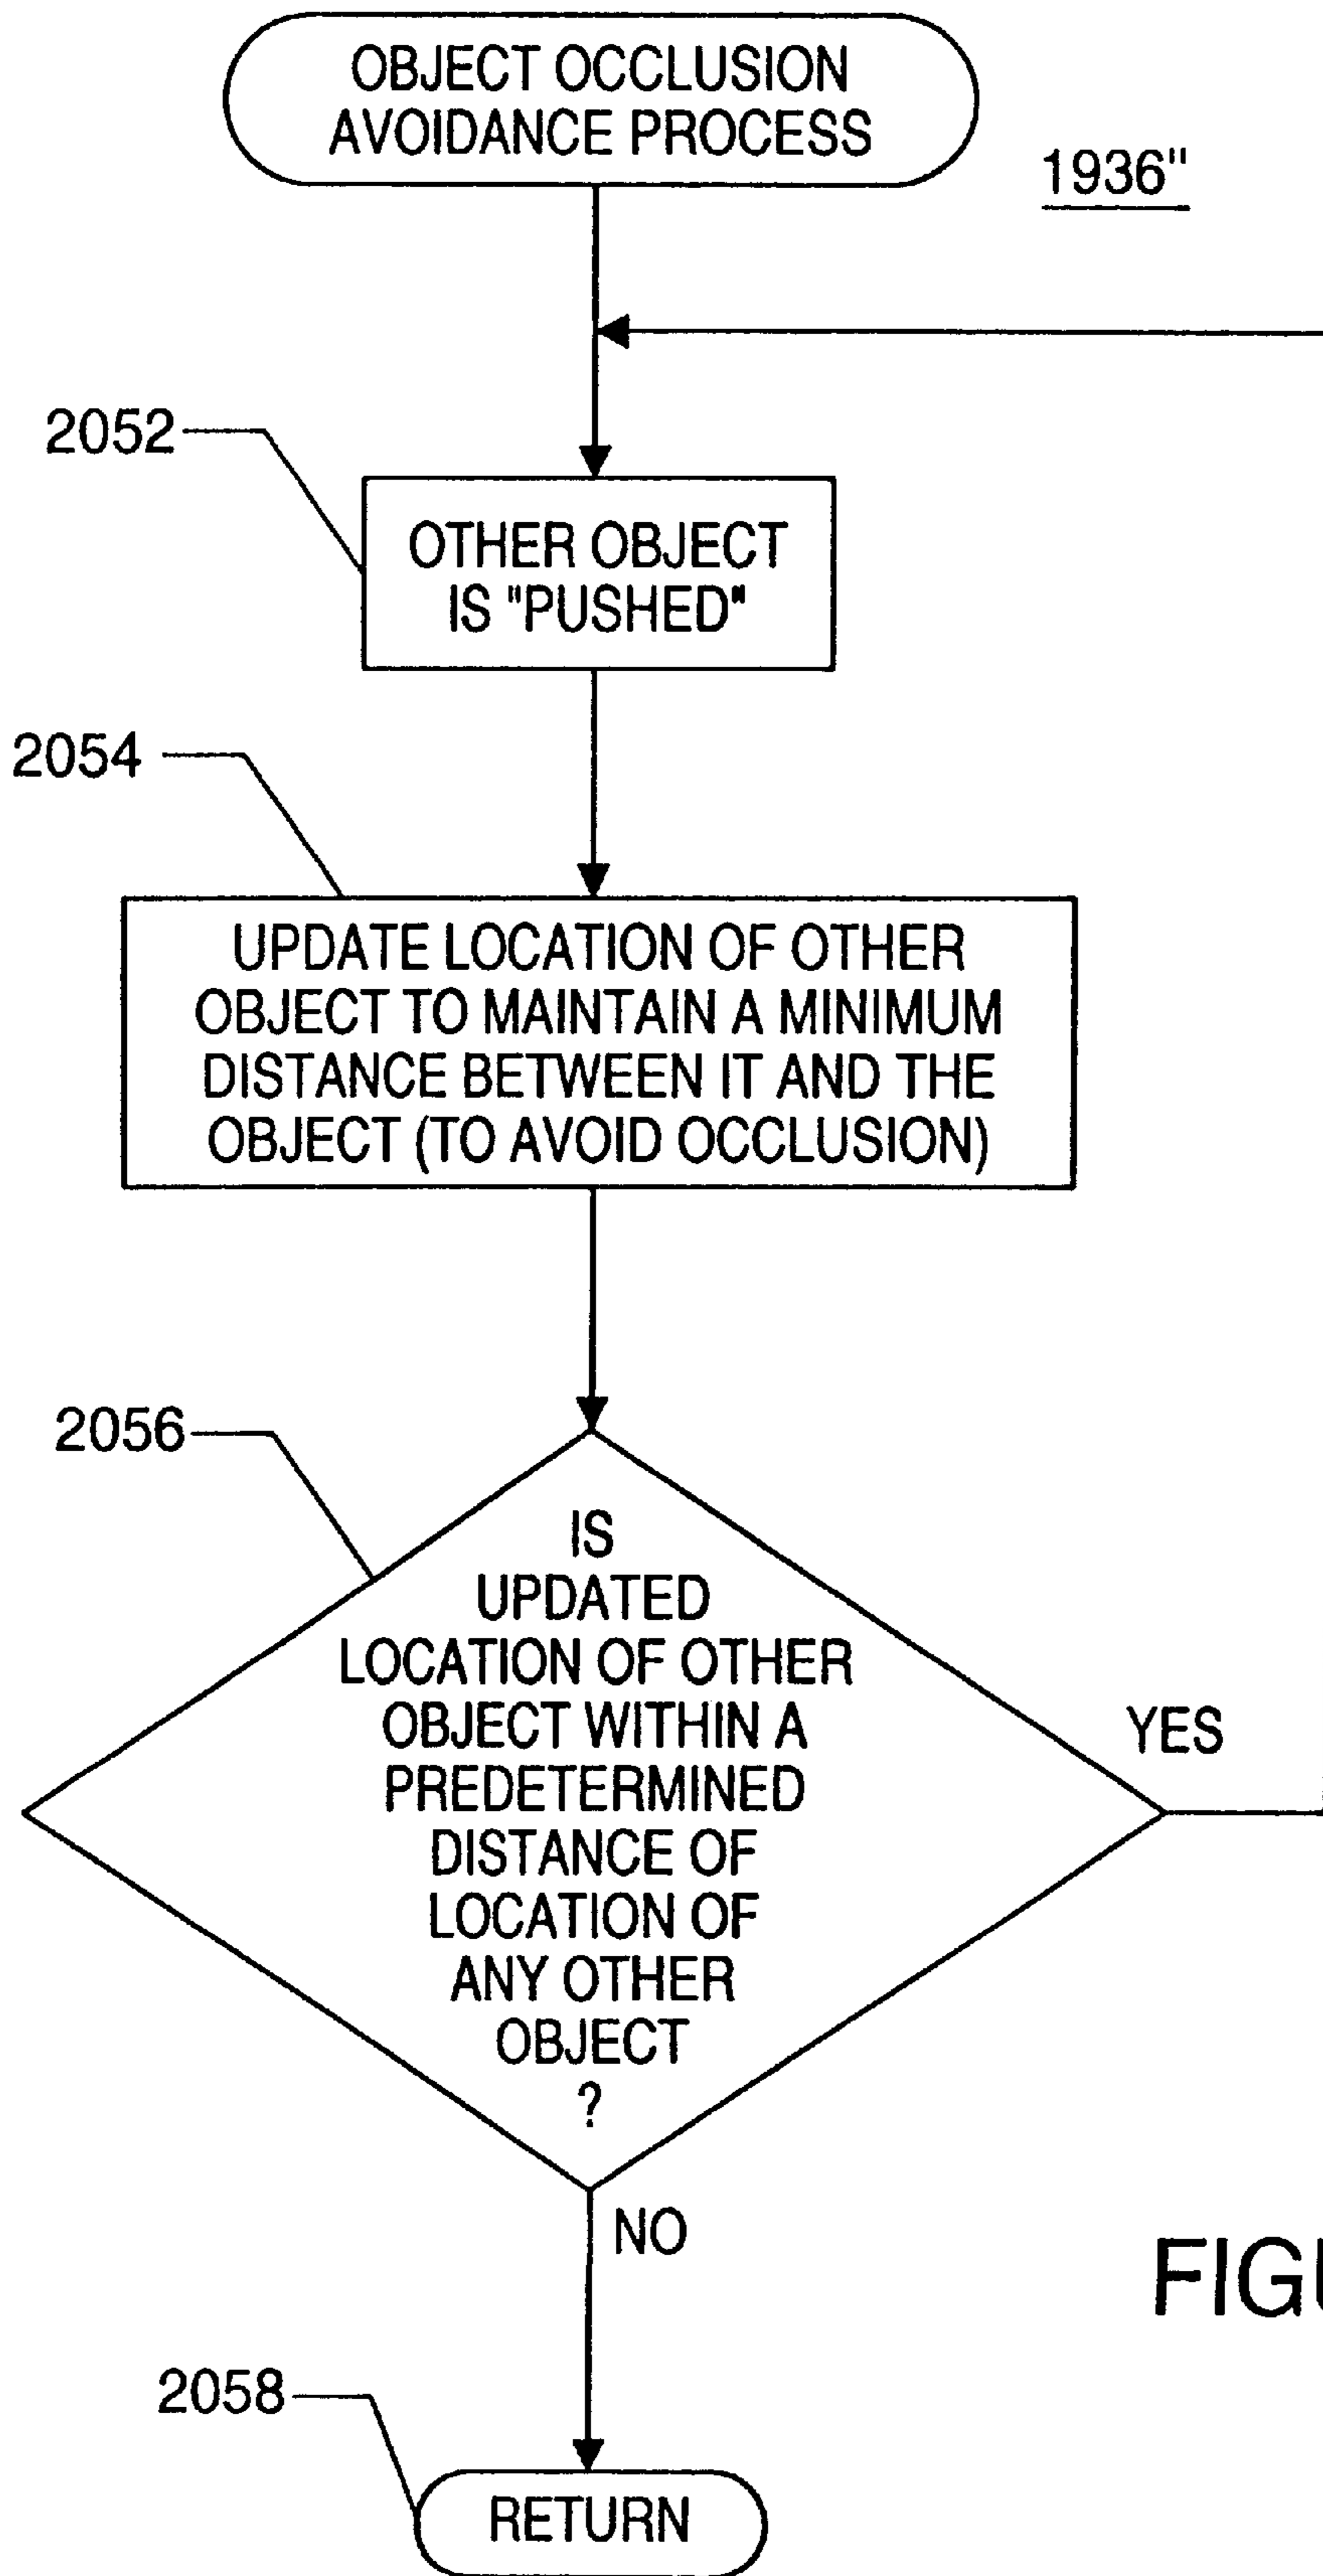 OBJECT OCCLUSION
AVOIDANCE PROCESS
1936"
2052
OTHER OBJECT
IS "PUSHED"
2054
UPDATE LOCATION OF OTHER
OBJECT TO MAINTAIN A MINIMUM
DISTANCE BETWEEN IT AND THE
OBJECT (TO AVOID OCCLUSION)
2056
IS
UPDATED
LOCATION OF OTHER
OBJECT WITHIN A
PREDETERMINED
DISTANCE OF
LOCATION OF
ANY OTHER
OBJECT
?
YES
NO
2058
RETURN